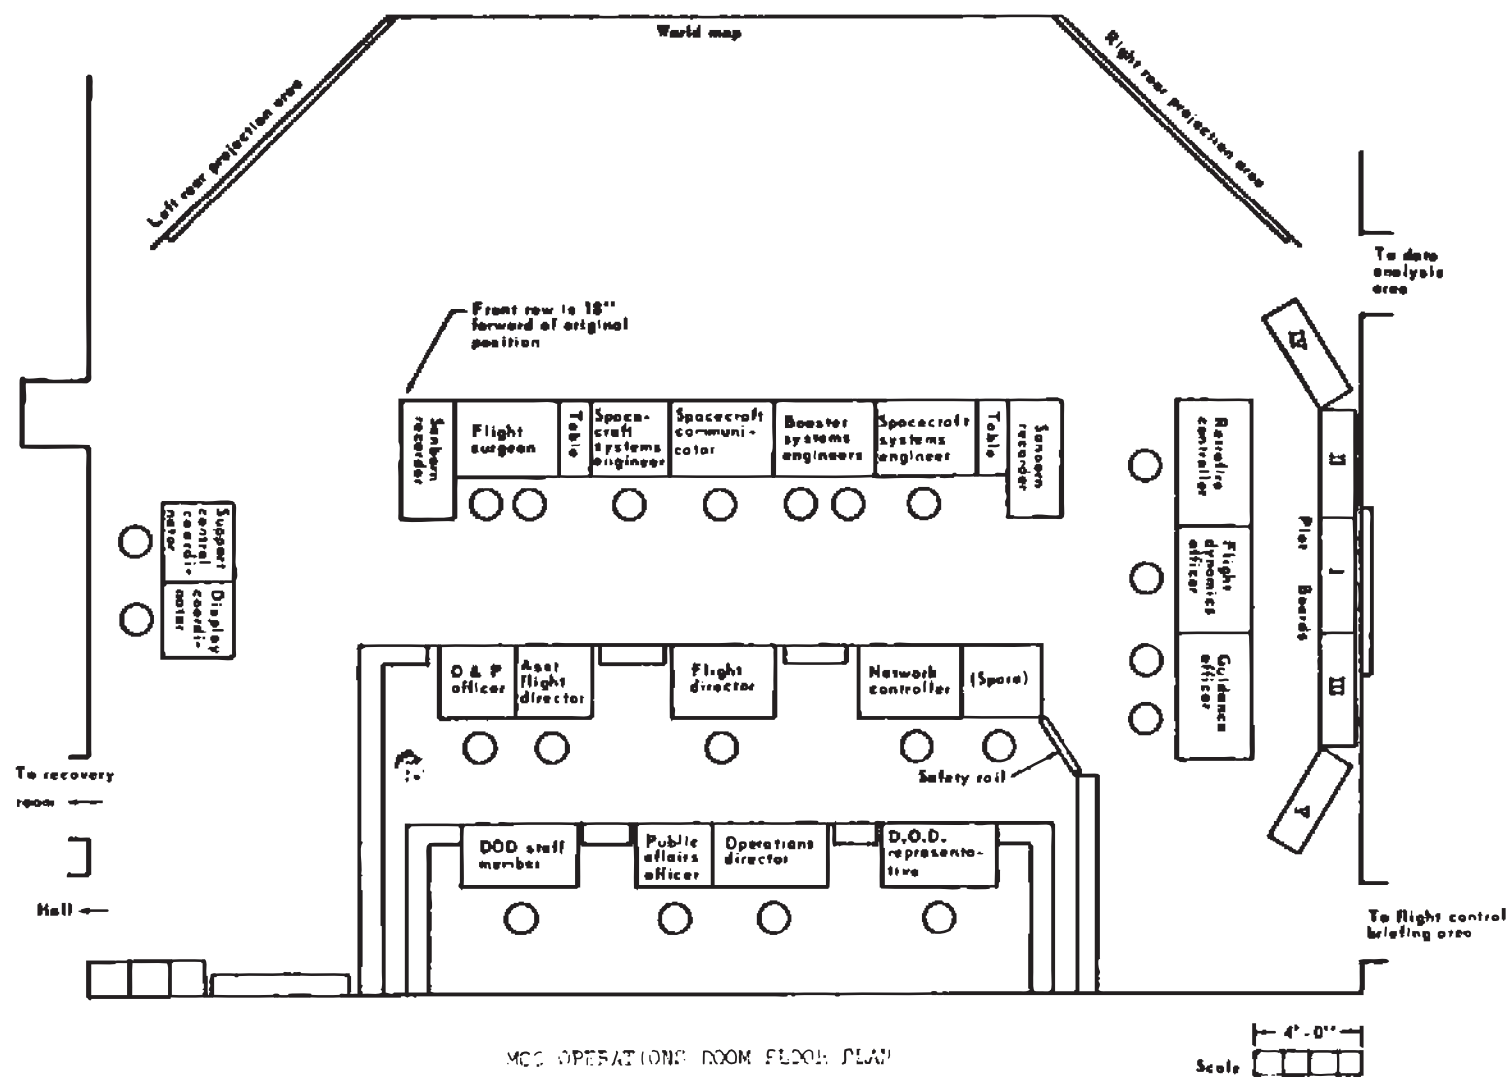 World map
Left rear projection area
Right rear projection area
To data
analysis
area
Front row is 18"
forward of original
position
Sanborn
recorder
Flight
surgeon
Table
Space-
craft
systems
engineer
Spacecraft
communi-
cator
Booster
systems
engineers
Spacecraft
systems
engineer
Table
Sanborn
recorder
Retrofire
controller
Flight
dynamics
officer
Guidance
officer
Plot Boards
IV
II
I
III
V
Support
control
coordi-
nator
Display
coordi-
nator
O & P
officer
Asst
flight
director
Flight
director
Network
controller
(Spare)
Safety rail
To recovery
room
DOD staff
member
Public
affairs
officer
Operations
director
D.O.D.
representa-
tive
Hall
To flight control
briefing area
MCC OPERATIONS ROOM FLOOR PLAN
4'-0"
Scale